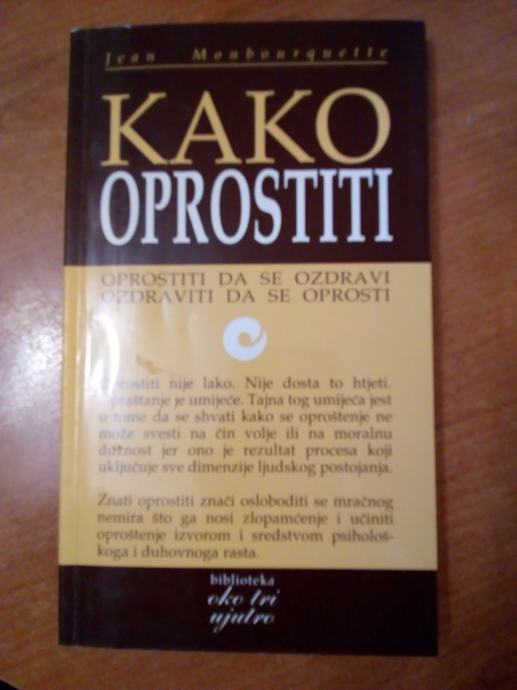 Jean Monbourquette
KAKO
OPROSTITI
OPROSTITI DA SE OZDRAVI
OZDRAVITI DA SE OPROSTI
Oprostiti nije lako. Nije dosta to htjeti.
Opraštanje je umijeće. Tajna tog umijeća jest
u tome da se shvati kako se oproštenje ne
može svesti na čin volje ili na moralnu
dužnost jer ono je rezultat procesa koji
uključuje sve dimenzije ljudskog postojanja.
Znati oprostiti znači osloboditi se mračnog
nemira što ga nosi zlopamćenje i učiniti
oproštenje izvorom i sredstvom psihološ-
koga i duhovnoga rasta.
biblioteka
oko tri
ujutro